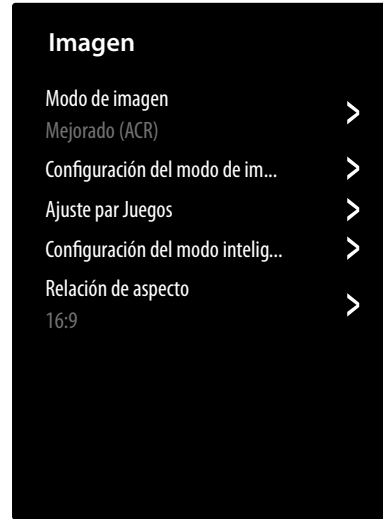 Imagen
Modo de imagen
Mejorado (ACR)
Configuración del modo de im...
Ajuste par Juegos
Configuración del modo intelig...
Relación de aspecto
16:9